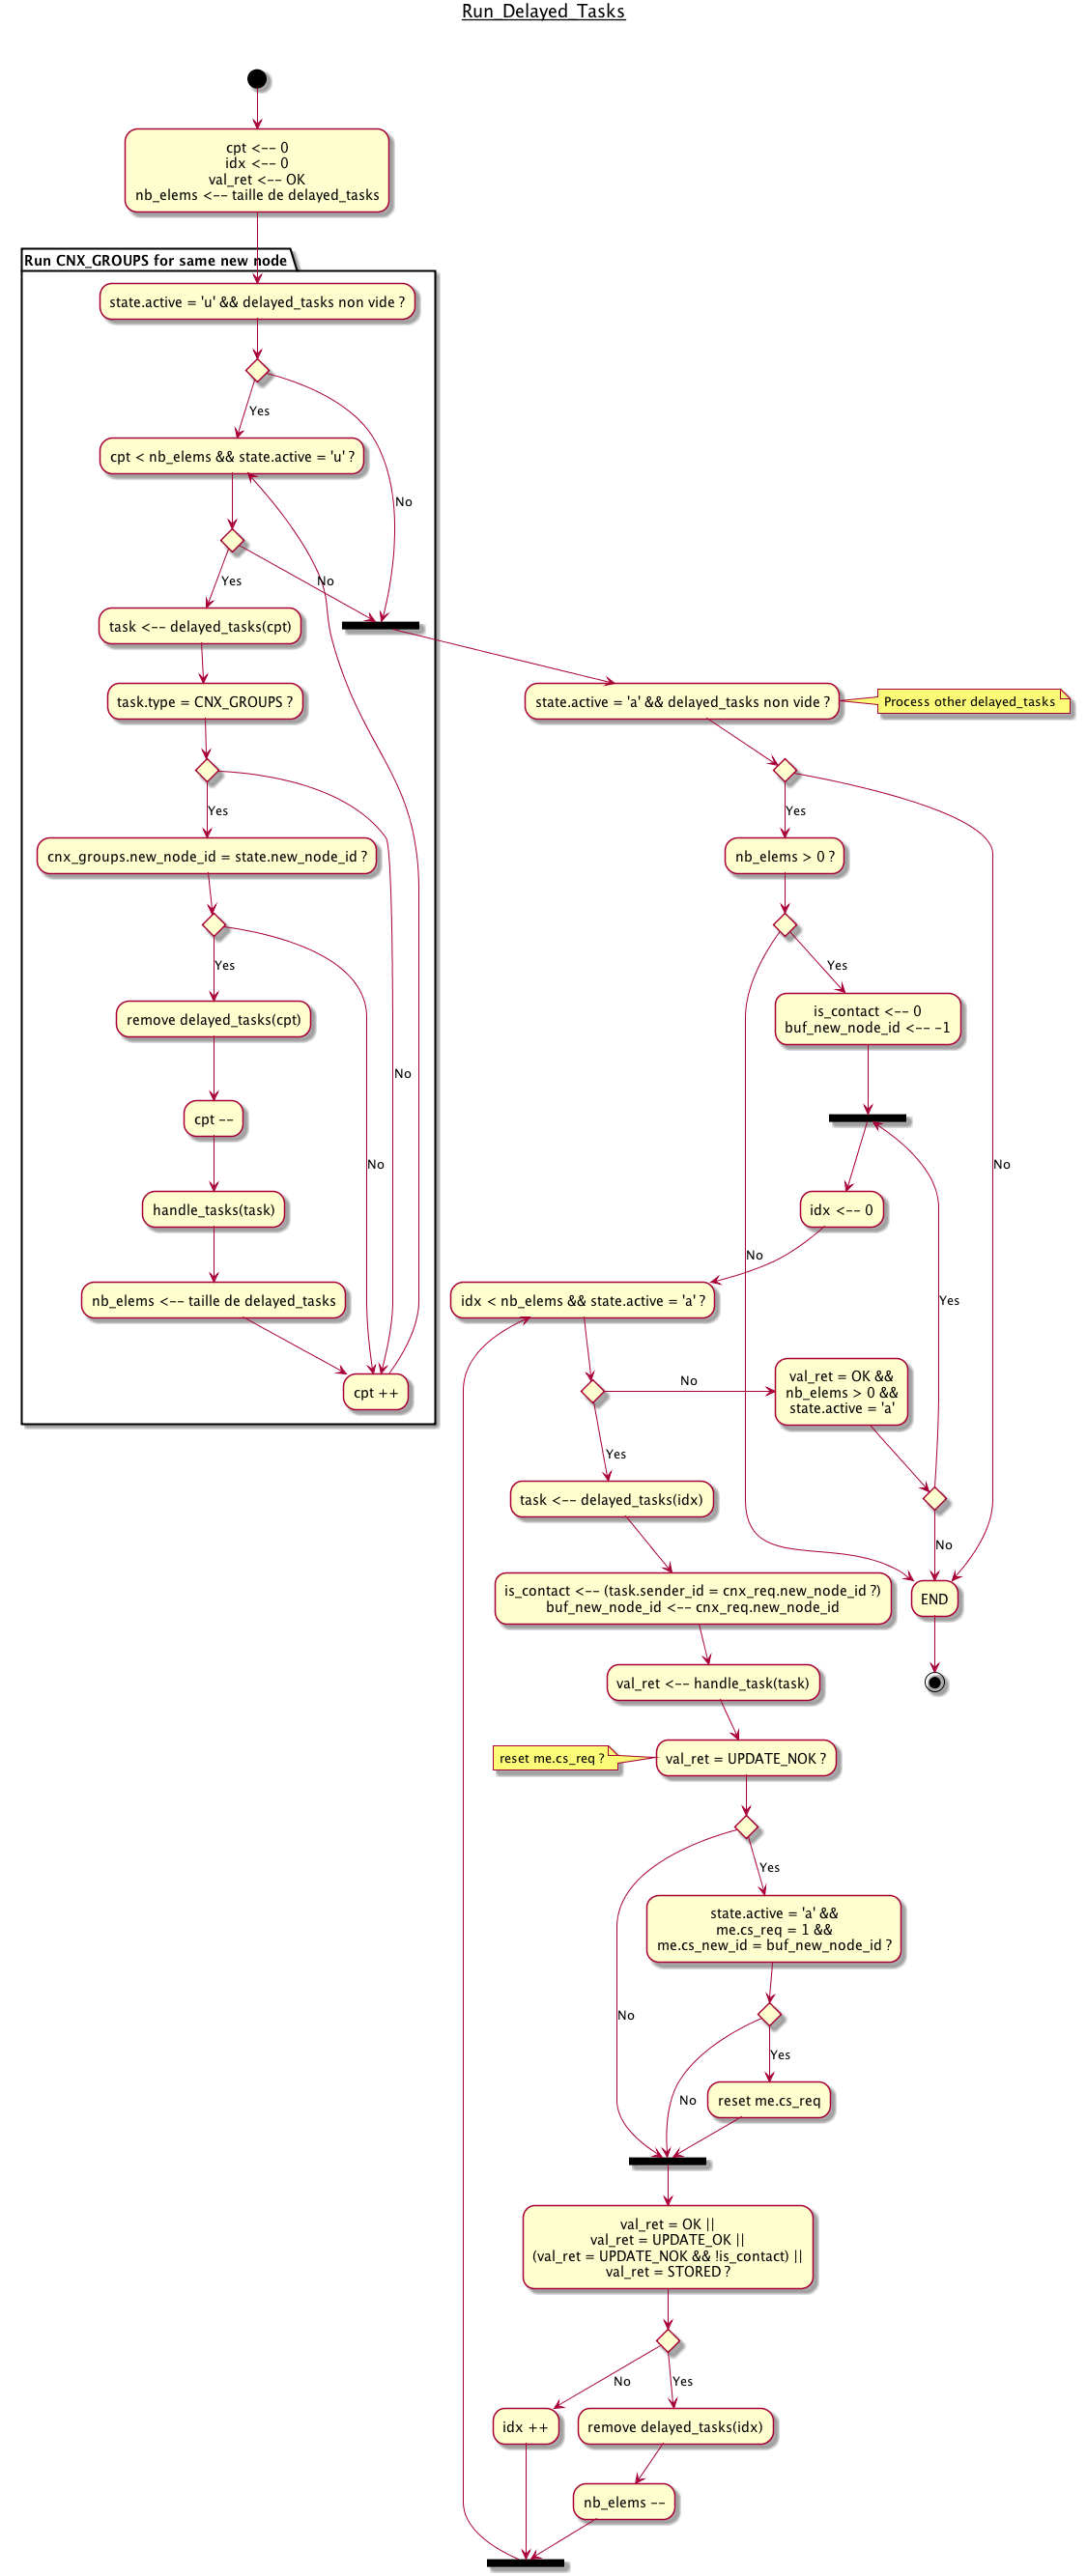 Run_Delayed_Tasks
cpt <-- 0
idx <-- 0
val_ret <-- OK
nb_elems <-- taille de delayed_tasks
Run CNX_GROUPS for same new node
state.active = 'u' && delayed_tasks non vide ?
Yes
No
cpt < nb_elems && state.active = 'u' ?
Yes
No
task <-- delayed_tasks(cpt)
task.type = CNX_GROUPS ?
Yes
No
cnx_groups.new_node_id = state.new_node_id ?
Yes
No
remove delayed_tasks(cpt)
cpt --
handle_tasks(task)
nb_elems <-- taille de delayed_tasks
cpt ++
state.active = 'a' && delayed_tasks non vide ?
Process other delayed_tasks
Yes
No
nb_elems > 0 ?
Yes
No
is_contact <-- 0
buf_new_node_id <-- -1
idx <-- 0
idx < nb_elems && state.active = 'a' ?
No
Yes
val_ret = OK &&
nb_elems > 0 &&
state.active = 'a'
Yes
No
END
task <-- delayed_tasks(idx)
is_contact <-- (task.sender_id = cnx_req.new_node_id ?)
buf_new_node_id <-- cnx_req.new_node_id
val_ret <-- handle_task(task)
val_ret = UPDATE_NOK ?
reset me.cs_req ?
Yes
No
state.active = 'a' &&
me.cs_req = 1 &&
me.cs_new_id = buf_new_node_id ?
Yes
No
reset me.cs_req
val_ret = OK ||
val_ret = UPDATE_OK ||
(val_ret = UPDATE_NOK && !is_contact) ||
val_ret = STORED ?
No
Yes
idx ++
remove delayed_tasks(idx)
nb_elems --